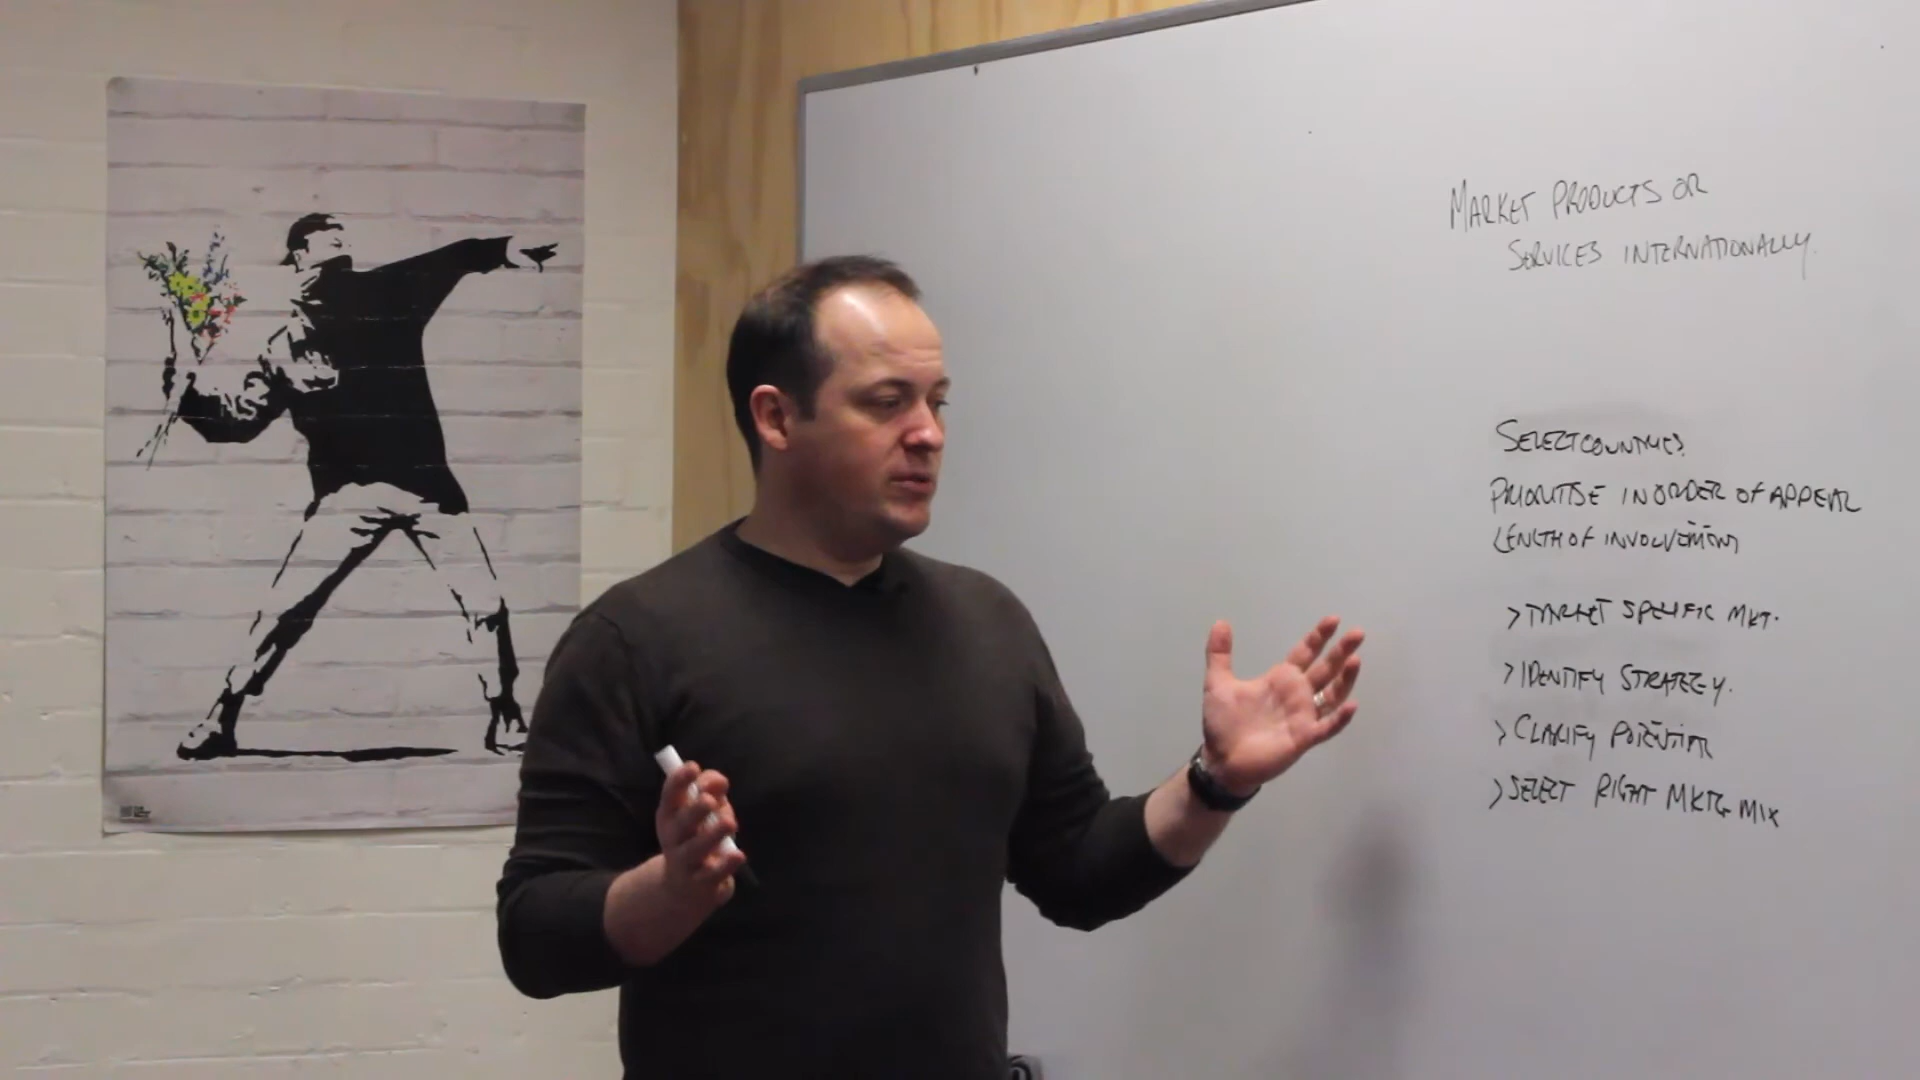 MARKET PRODUCTS OR
SERVICES INTERNATIONALLY.
SELECT COUNTRIES.
PRIORITISE IN ORDER OF APPEAL
LENGTH OF INVOLVEMENT
> TARGET SPECIFIC MKT.
> IDENTIFY STRATEGY.
> CLARIFY POTENTIAL
> SELECT RIGHT MKTG MIX